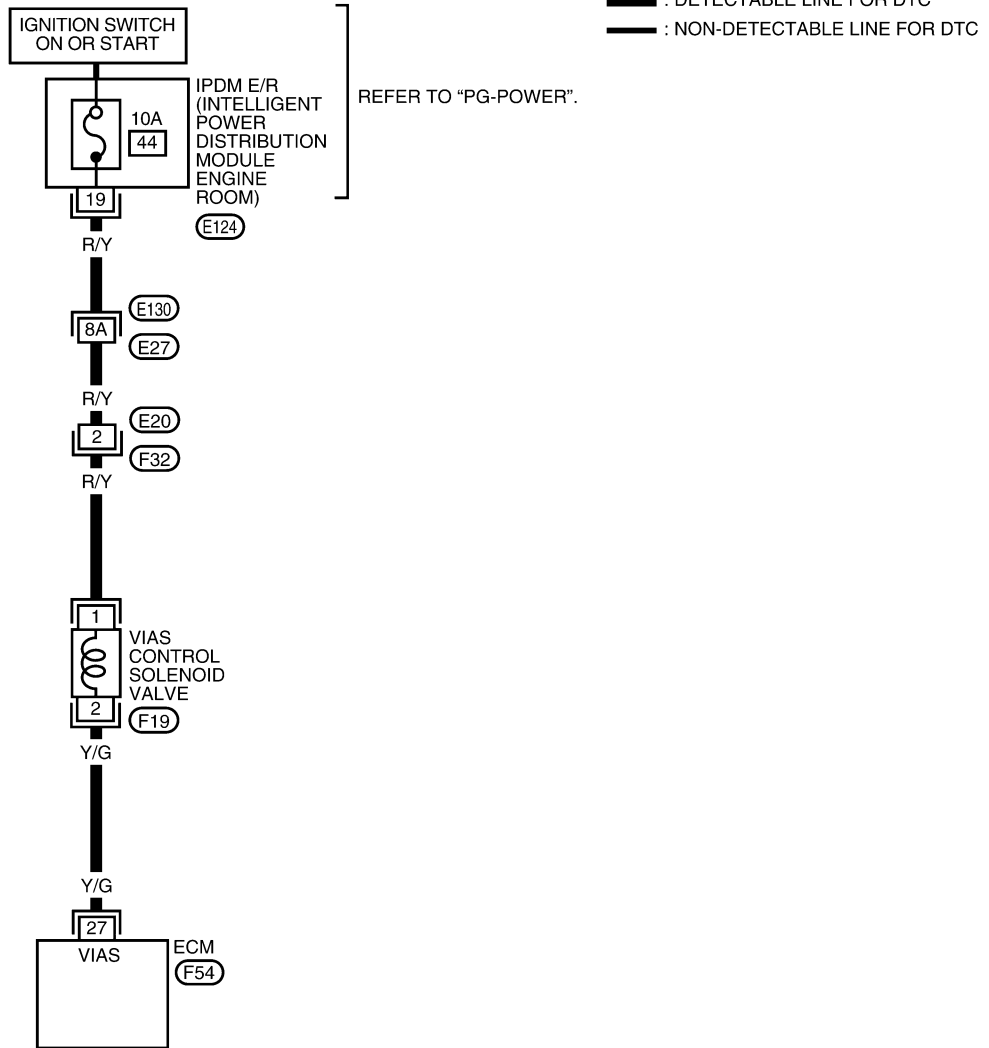 : DETECTABLE LINE FOR DTC
: NON-DETECTABLE LINE FOR DTC
IGNITION SWITCH
ON OR START
10A
44
IPDM E/R
(INTELLIGENT
POWER
DISTRIBUTION
MODULE
ENGINE
ROOM)
REFER TO “PG-POWER”.
19
E124
R/Y
E130
8A
E27
R/Y
E20
2
F32
R/Y
1
VIAS
CONTROL
SOLENOID
VALVE
2
F19
Y/G
Y/G
27
VIAS
ECM
F54